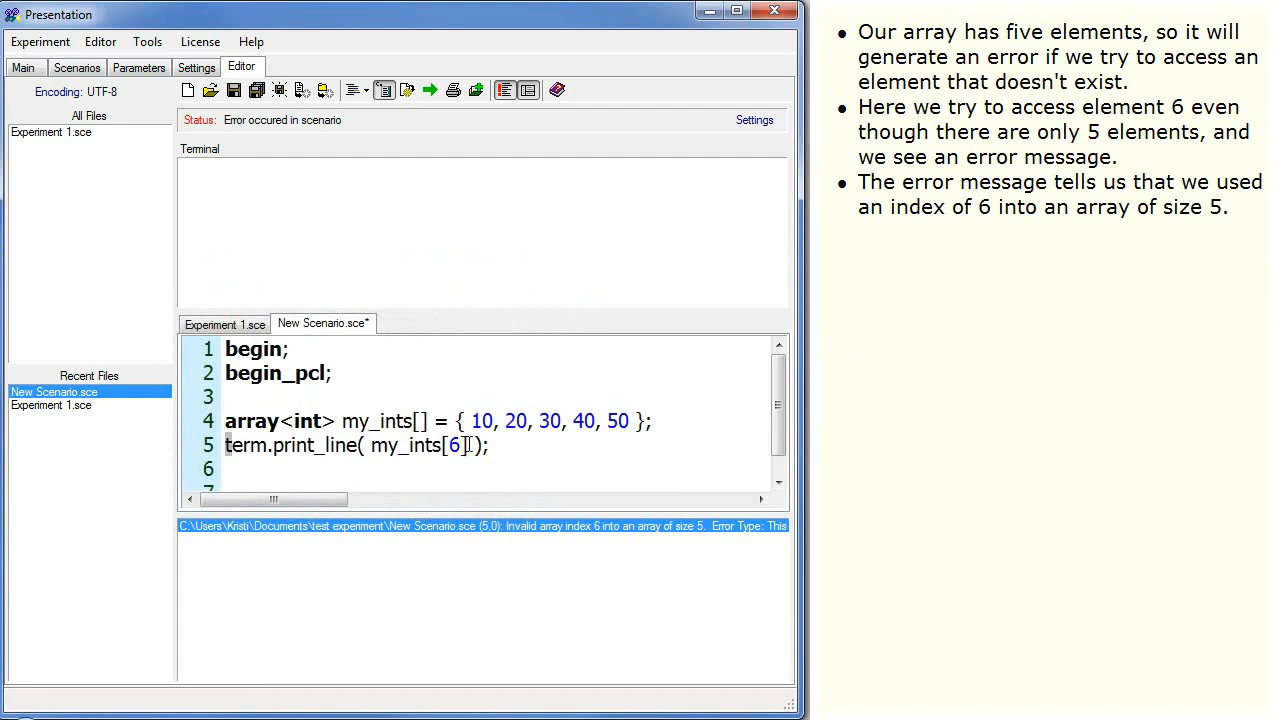 Presentation
Experiment Editor Tools License Help
Main Scenarios Parameters Settings Editor
Encoding: UTF-8
All Files
Experiment 1.sce
Recent Files
New Scenario.sce
Experiment 1.sce
Status: Error occured in scenario Settings
Terminal
Experiment 1.sce New Scenario.sce*
1 begin;
2 begin_pcl;
3
4 array<int> my_ints[] = { 10, 20, 30, 40, 50 };
5 term.print_line( my_ints[6] );
6
7
C:\Users\Kristi\Documents\test experiment\New Scenario.sce (5,0): Invalid array index 6 into an array of size 5. Error Type: This
• Our array has five elements, so it will
generate an error if we try to access an
element that doesn't exist.
• Here we try to access element 6 even
though there are only 5 elements, and
we see an error message.
• The error message tells us that we used
an index of 6 into an array of size 5.